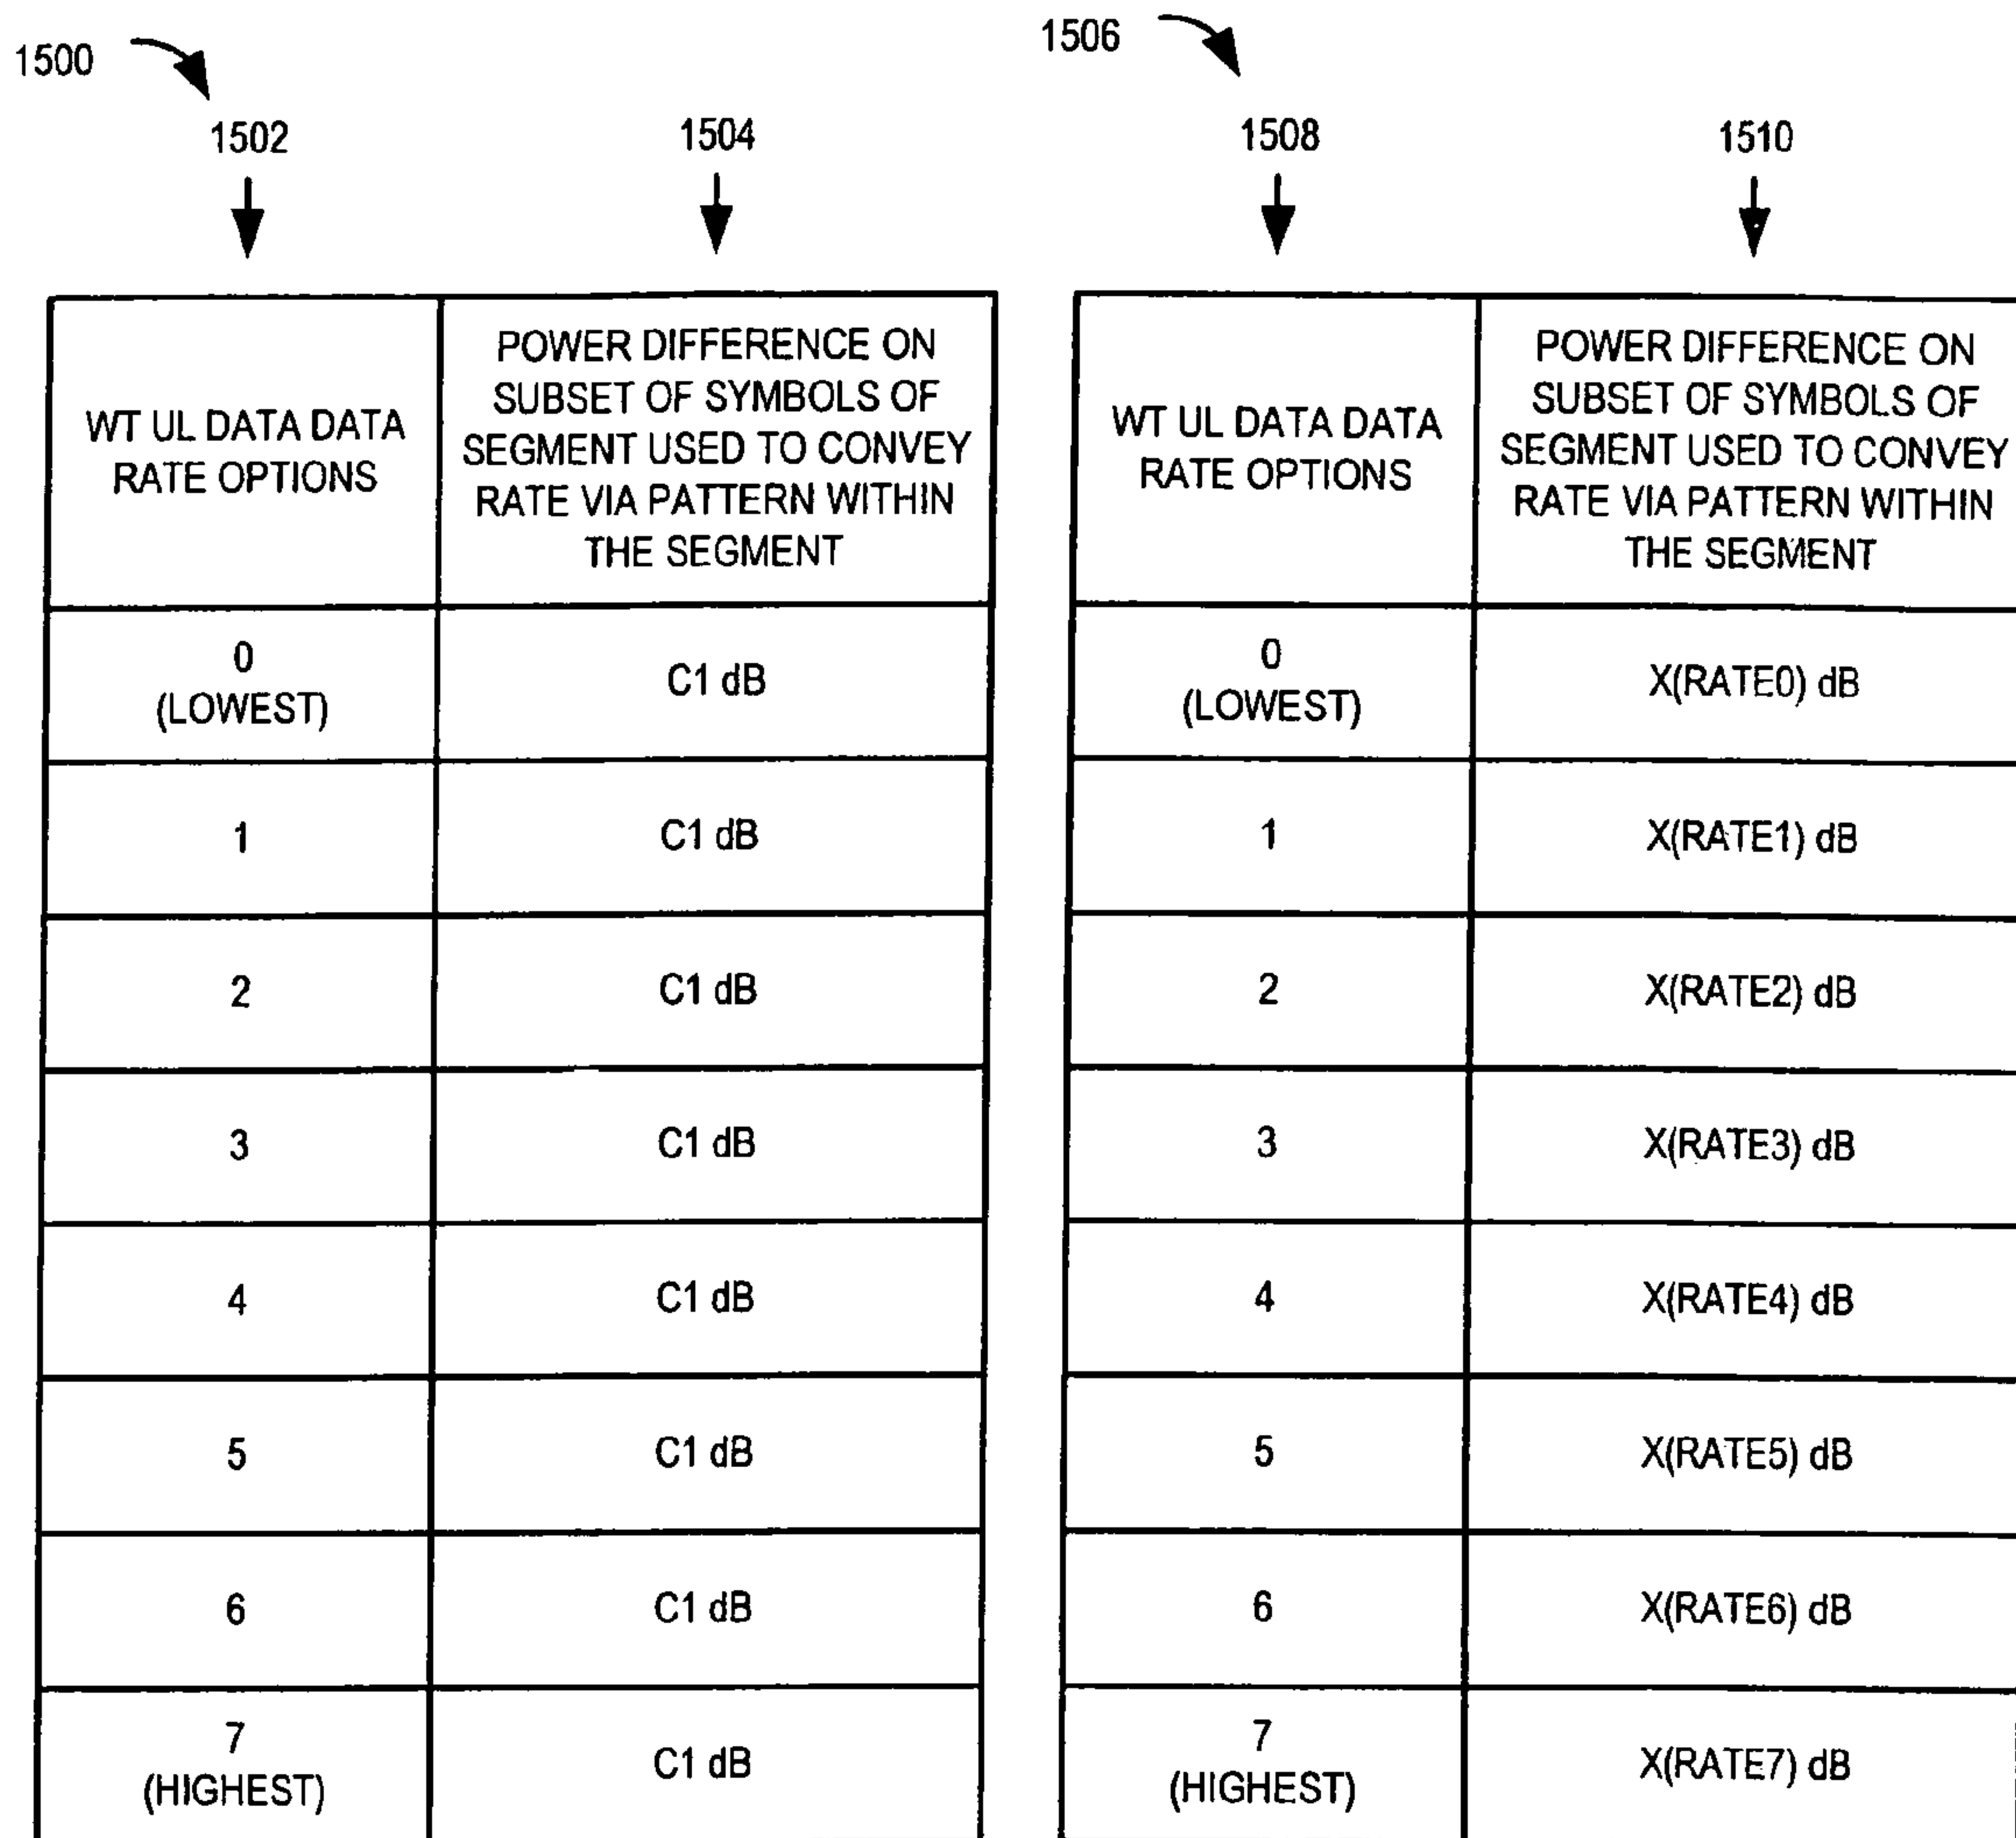 1500
1502
1504
WT UL DATA DATA
RATE OPTIONS
POWER DIFFERENCE ON
SUBSET OF SYMBOLS OF
SEGMENT USED TO CONVEY
RATE VIA PATTERN WITHIN
THE SEGMENT
0
(LOWEST)
C1 dB
1
C1 dB
2
C1 dB
3
C1 dB
4
C1 dB
5
C1 dB
6
C1 dB
7
(HIGHEST)
C1 dB
1506
1508
1510
WT UL DATA DATA
RATE OPTIONS
POWER DIFFERENCE ON
SUBSET OF SYMBOLS OF
SEGMENT USED TO CONVEY
RATE VIA PATTERN WITHIN
THE SEGMENT
0
(LOWEST)
X(RATE0) dB
1
X(RATE1) dB
2
X(RATE2) dB
3
X(RATE3) dB
4
X(RATE4) dB
5
X(RATE5) dB
6
X(RATE6) dB
7
(HIGHEST)
X(RATE7) dB